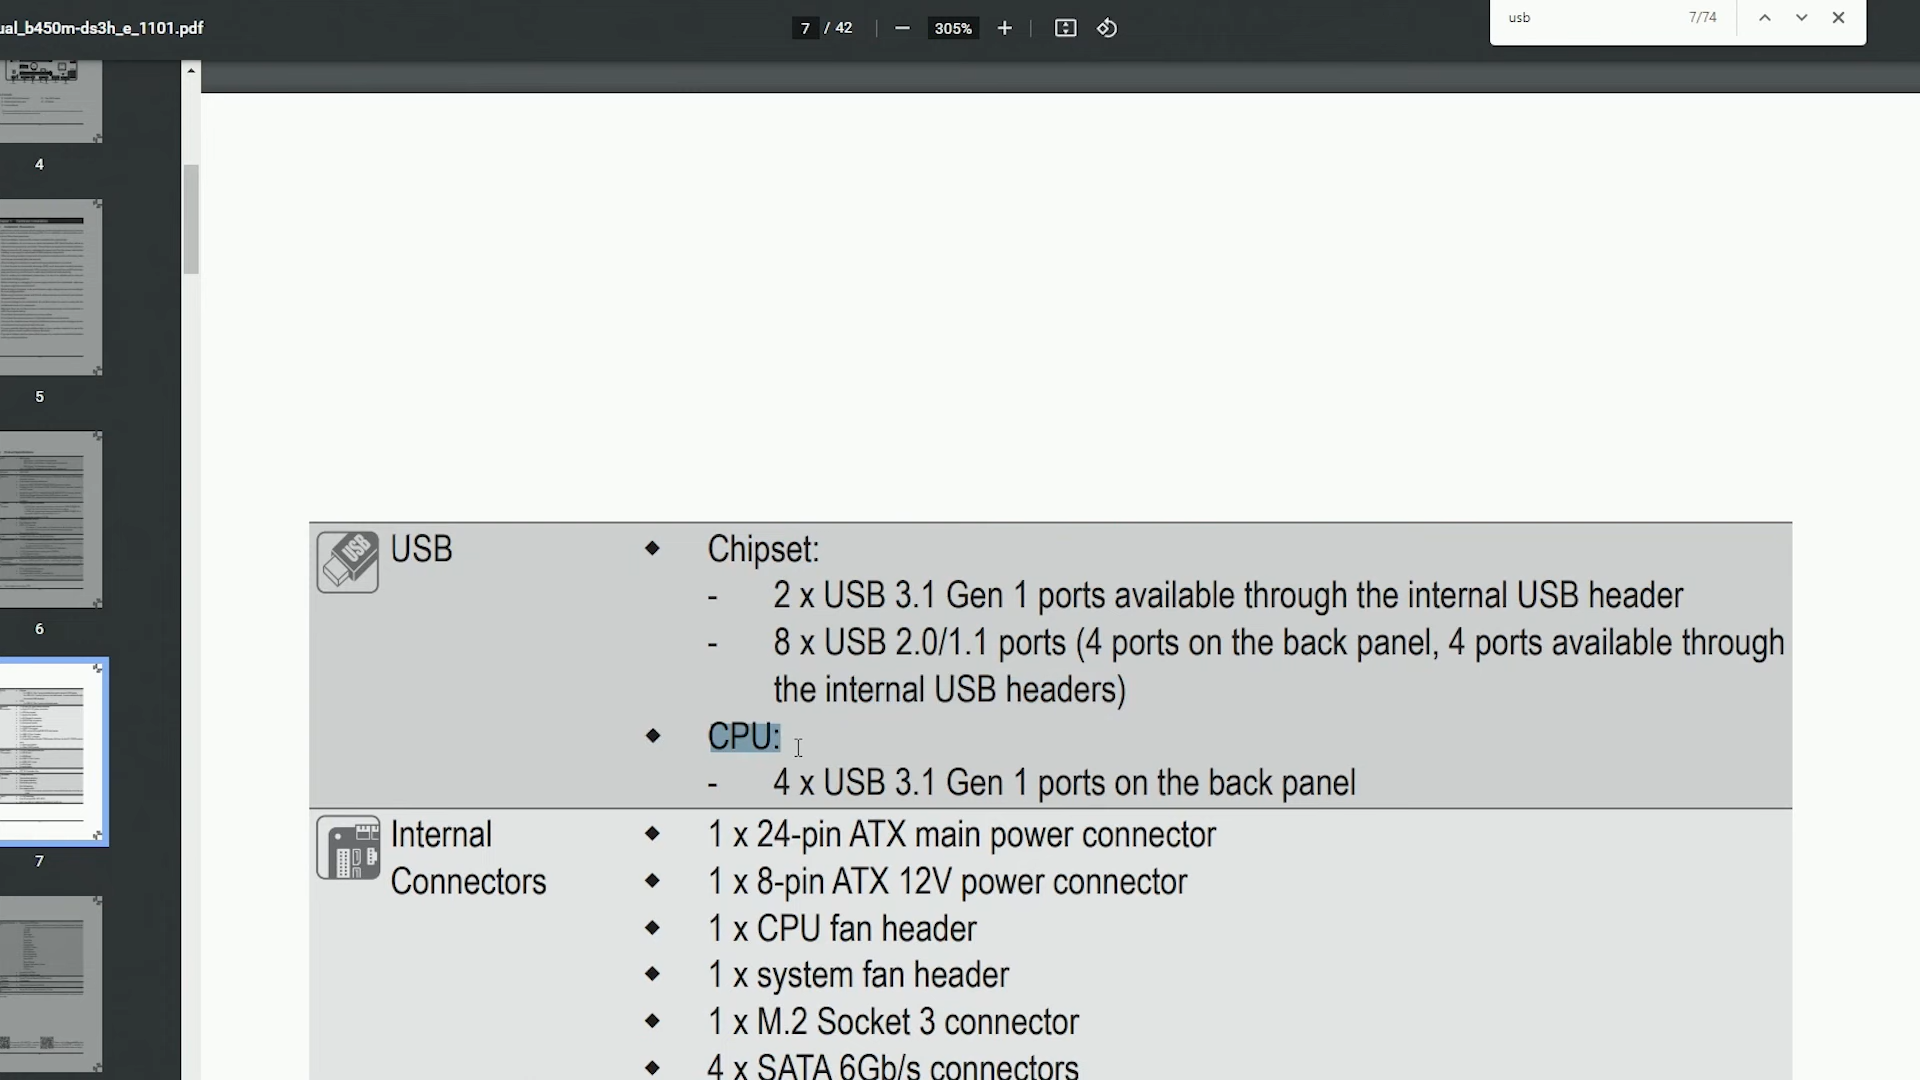 ual_b450m-ds3h_e_1101.pdf
7 / 42
305%
usb
7/74
4
5
6
7
USB
Chipset:
- 2 x USB 3.1 Gen 1 ports available through the internal USB header
- 8 x USB 2.0/1.1 ports (4 ports on the back panel, 4 ports available through
the internal USB headers)
CPU:
- 4 x USB 3.1 Gen 1 ports on the back panel
Internal
Connectors
1 x 24-pin ATX main power connector
1 x 8-pin ATX 12V power connector
1 x CPU fan header
1 x system fan header
1 x M.2 Socket 3 connector
4 x SATA 6Gb/s connectors